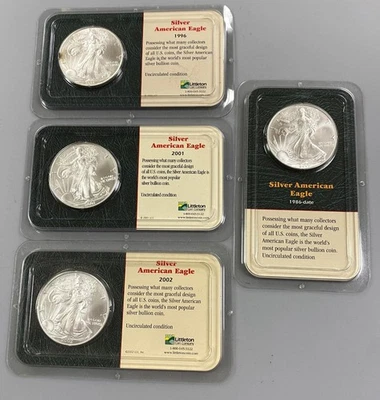 Silver
American Eagle
1996
Possessing what many collectors
consider the most graceful design
of all U.S. coins, the Silver American
Eagle is the world's most popular
silver bullion coin.
Uncirculated condition
Littleton
Coin Company
Silver
American Eagle
2001
Possessing what many collectors
consider the most graceful design
of all U.S. coins, the Silver American
Eagle is the world's most popular
silver bullion coin.
Uncirculated condition
Littleton
Coin Company
Silver
American Eagle
2002
Possessing what many collectors
consider the most graceful design
of all U.S. coins, the Silver American
Eagle is the world's most popular
silver bullion coin.
Uncirculated condition
Littleton
Coin Company
Silver American
Eagle
1986-date
Possessing what many collectors
consider the most graceful design
of all U.S. coins, the Silver
American Eagle is the world's
most popular silver bullion coin.
Uncirculated condition